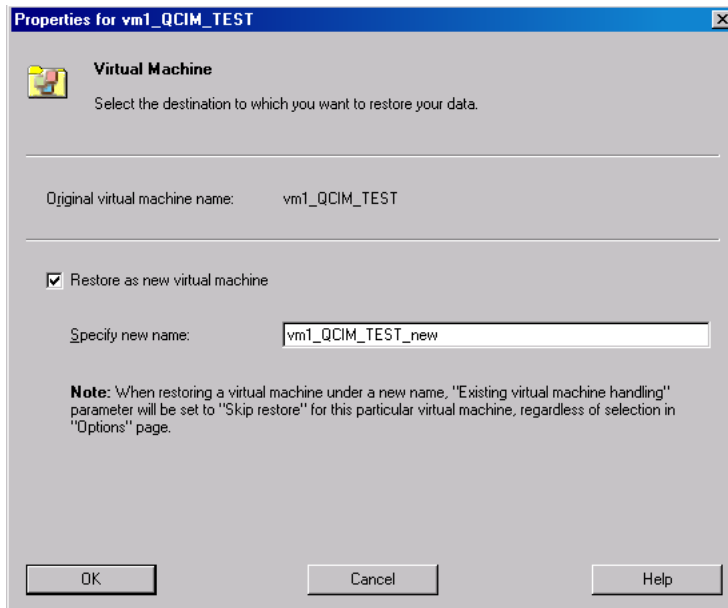 Properties for vm1_QCIM_TEST
Virtual Machine
Select the destination to which you want to restore your data.
Original virtual machine name: vm1_QCIM_TEST
Restore as new virtual machine
Specify new name: vm1_QCIM_TEST_new
Note: When restoring a virtual machine under a new name, "Existing virtual machine handling"
parameter will be set to "Skip restore" for this particular virtual machine, regardless of selection in
"Options" page.
OK Cancel Help